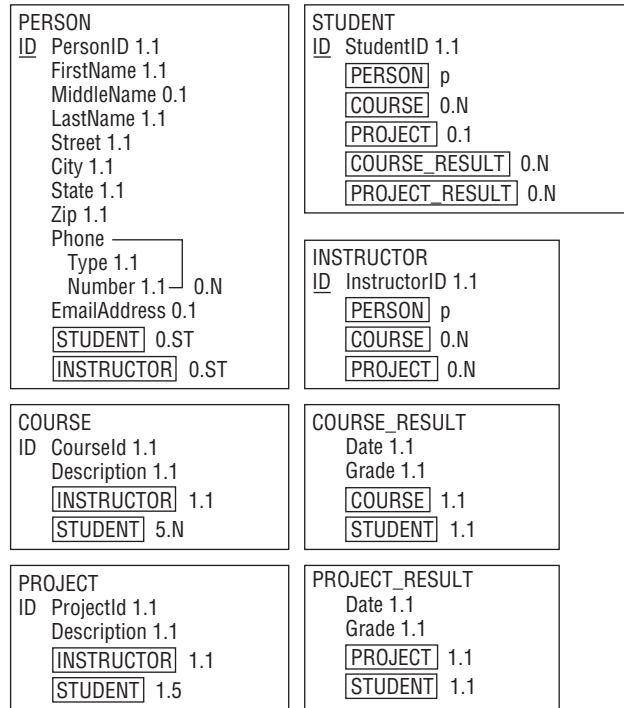 PERSON
ID PersonID 1.1
FirstName 1.1
MiddleName 0.1
LastName 1.1
Street 1.1
City 1.1
State 1.1
Zip 1.1
Phone
Type 1.1
Number 1.1 0.N
EmailAddress 0.1
STUDENT 0.ST
INSTRUCTOR 0.ST
STUDENT
ID StudentID 1.1
PERSON p
COURSE 0.N
PROJECT 0.1
COURSE_RESULT 0.N
PROJECT_RESULT 0.N
INSTRUCTOR
ID InstructorID 1.1
PERSON p
COURSE 0.N
PROJECT 0.N
COURSE
ID CourseId 1.1
Description 1.1
INSTRUCTOR 1.1
STUDENT 5.N
COURSE_RESULT
Date 1.1
Grade 1.1
COURSE 1.1
STUDENT 1.1
PROJECT
ID ProjectId 1.1
Description 1.1
INSTRUCTOR 1.1
STUDENT 1.5
PROJECT_RESULT
Date 1.1
Grade 1.1
PROJECT 1.1
STUDENT 1.1